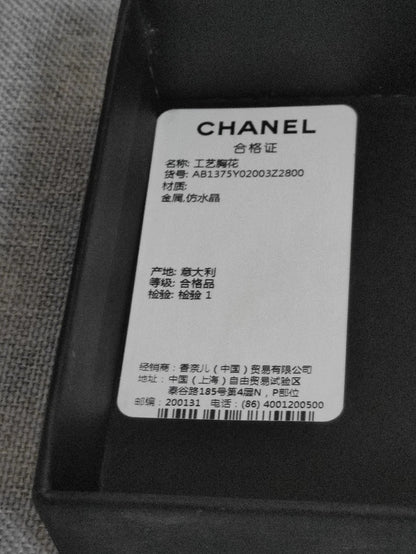 CHANEL
合格证
名称: 工艺胸花
货号: AB1375Y02003Z2800
材质:
金属,仿水晶
产地: 意大利
等级: 合格品
检验: 检验 1
经销商：香奈儿（中国）贸易有限公司
地址：中国（上海）自由贸易试验区
泰谷路185号第4层N，P部位
邮编：200131 电话：(86) 4001200500